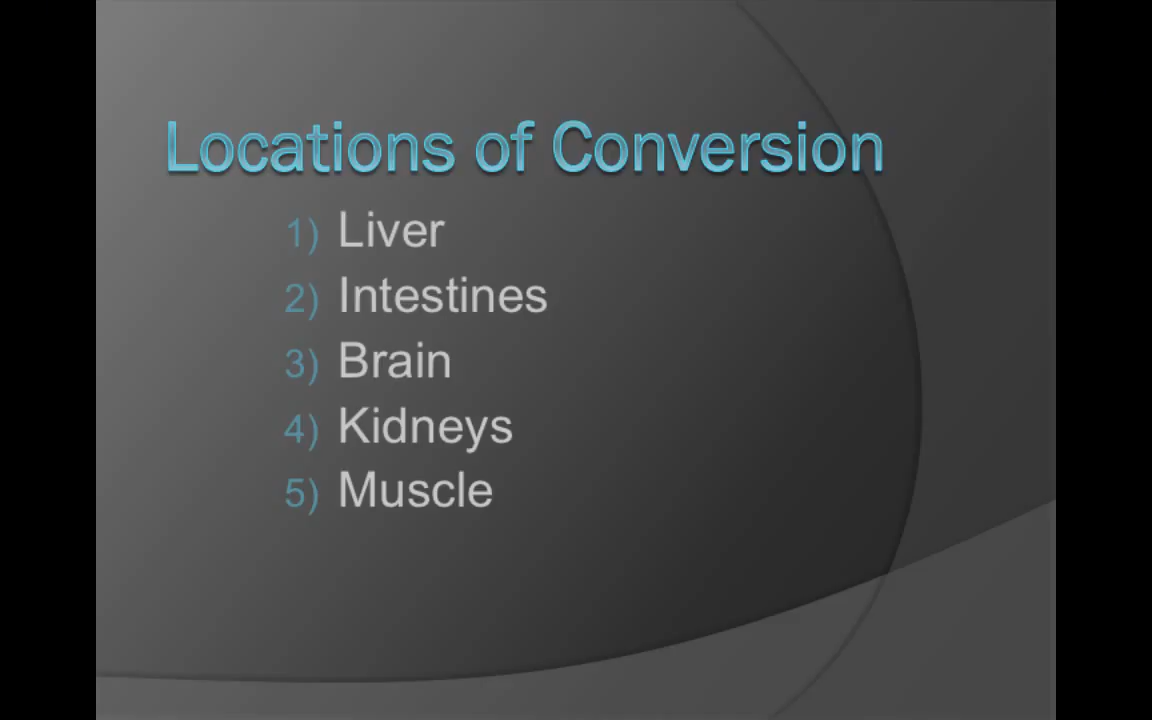 Locations of Conversion
1) Liver
2) Intestines
3) Brain
4) Kidneys
5) Muscle